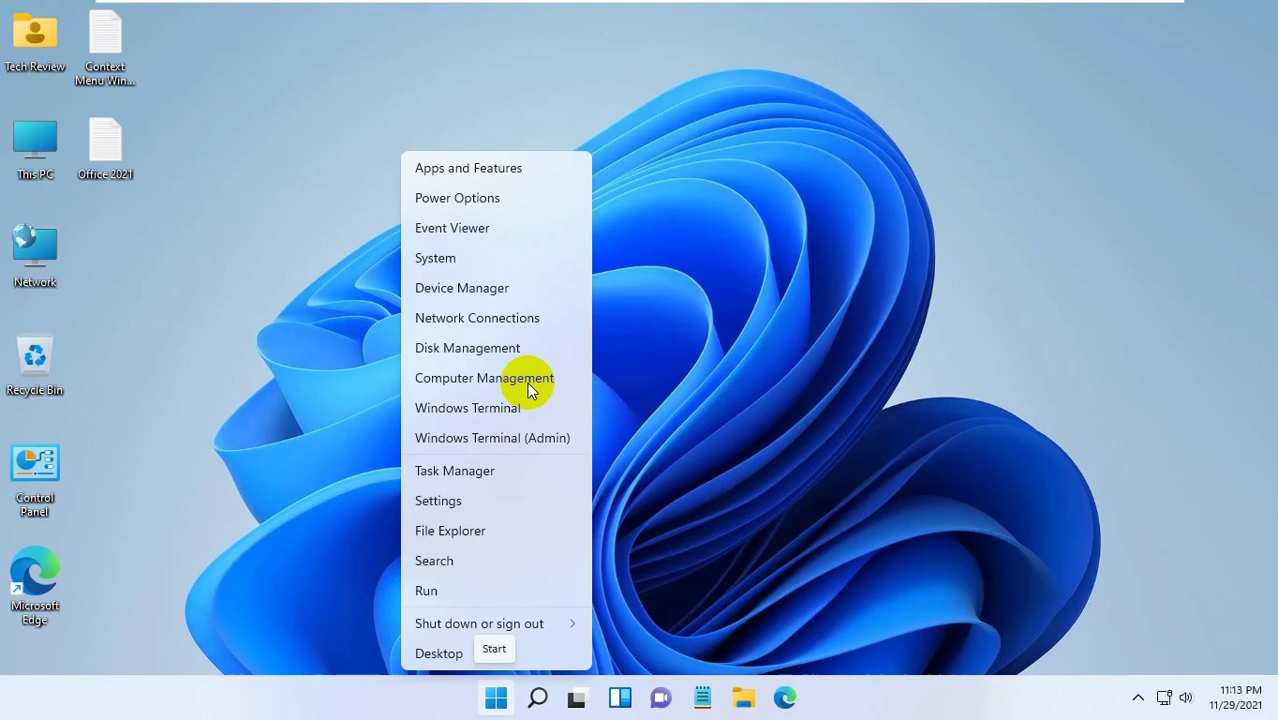 Tech Review
Context
Menu Win...
This PC
Office 2021
Network
Recycle Bin
Control
Panel
Microsoft
Edge
Apps and Features
Power Options
Event Viewer
System
Device Manager
Network Connections
Disk Management
Computer Management
Windows Terminal
Windows Terminal (Admin)
Task Manager
Settings
File Explorer
Search
Run
Shut down or sign out
Desktop
Start
11:13 PM
11/29/2021